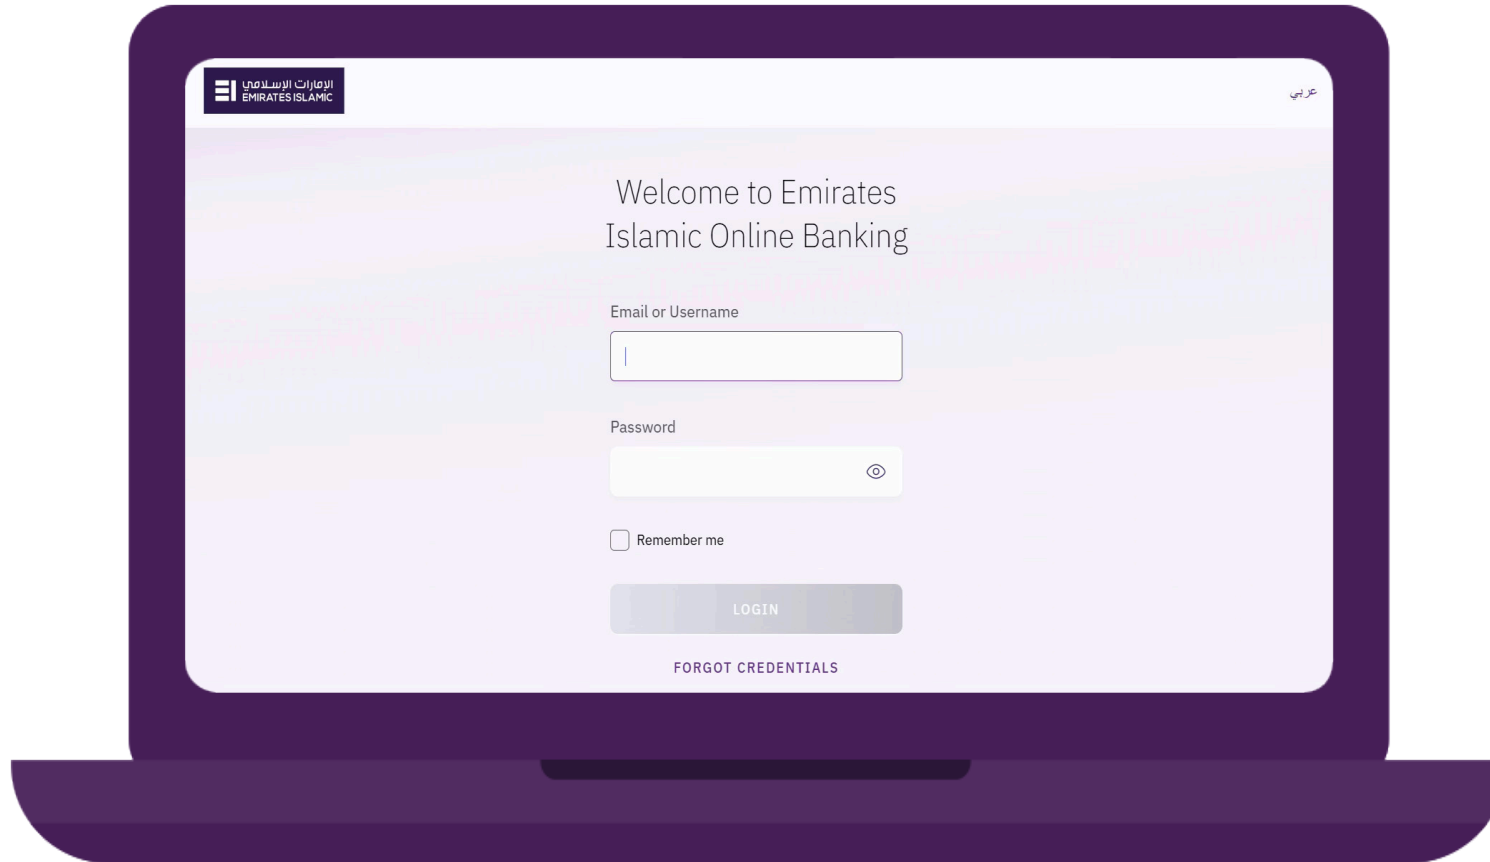 الإمارات الإسلامي
EMIRATES ISLAMIC
عربي
Welcome to Emirates
Islamic Online Banking
Email or Username
Password
Remember me
LOGIN
FORGOT CREDENTIALS